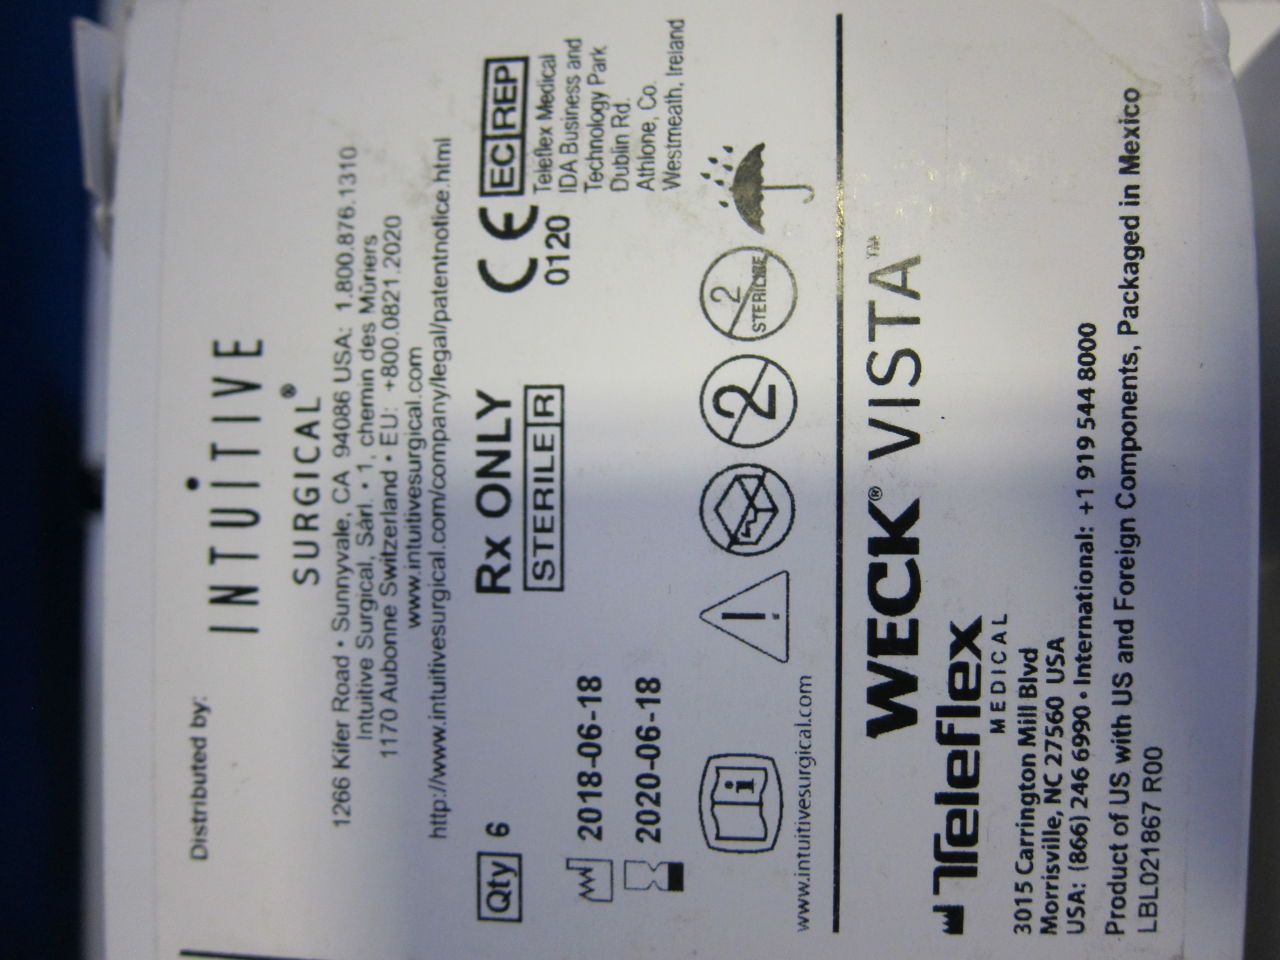 Distributed by:
INTUITIVE
SURGICAL®
1266 Kifer Road • Sunnyvale, CA 94086 USA: 1.800.876.1310
Intuitive Surgical, Sàrl. • 1, chemin des Mûriers
1170 Aubonne Switzerland • EU: +800.0821.2020
www.intuitivesurgical.com
http://www.intuitivesurgical.com/company/legal/patentnotice.html
Qty 6
Rx ONLY
STERILE R
CE
0120
EC REP
Teleflex Medical
IDA Business and
Technology Park
Dublin Rd.
Athlone, Co.
Westmeath, Ireland
2018-06-18
2020-06-18
i
!
2
2
STERILIZE
www.intuitivesurgical.com
WECK® VISTA™
Teleflex
MEDICAL
3015 Carrington Mill Blvd
Morrisville, NC 27560 USA
USA: (866) 246 6990 • International: +1 919 544 8000
Product of US with US and Foreign Components, Packaged in Mexico
LBL021867 R00